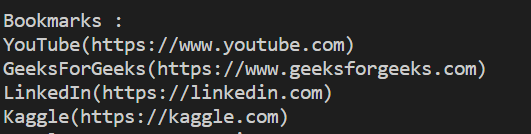 Bookmarks :
YouTube(https://www.youtube.com)
GeeksForGeeks(https://www.geeksforgeeks.com)
LinkedIn(https://linkedin.com)
Kaggle(https://kaggle.com)